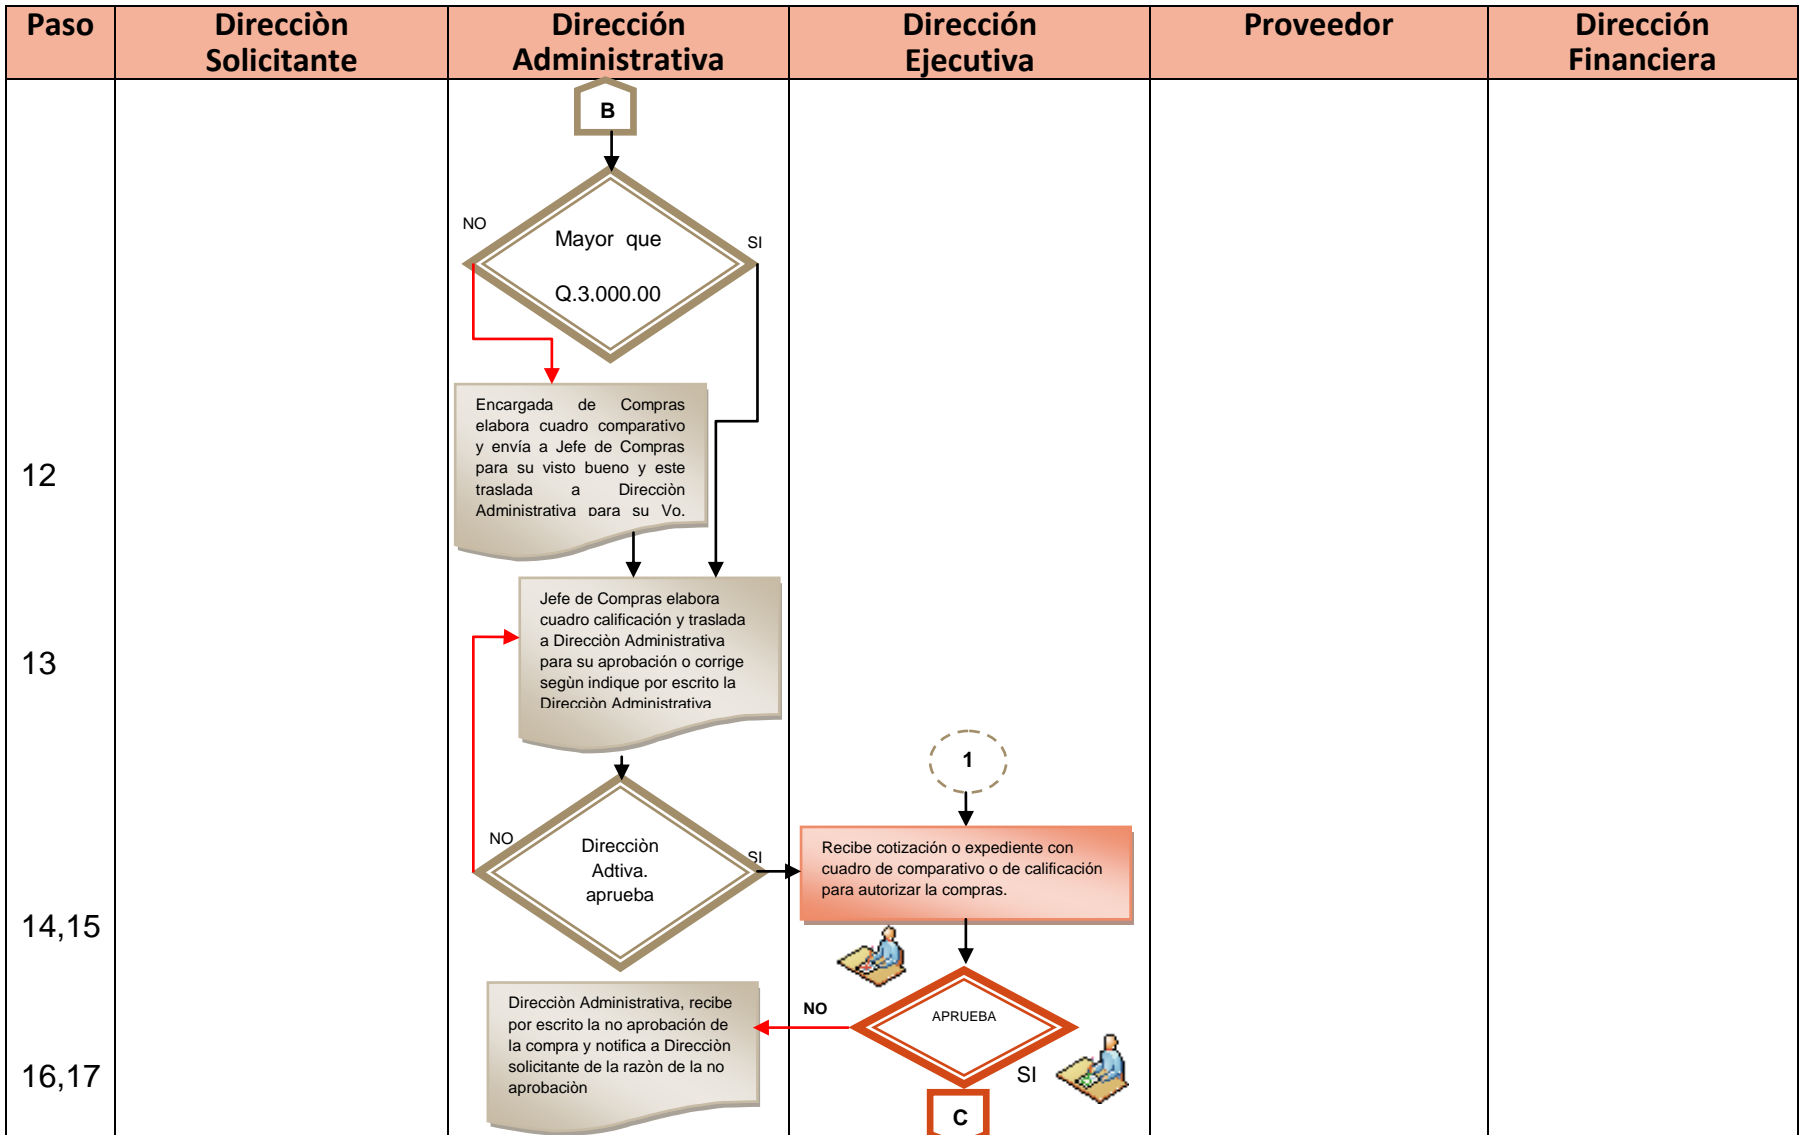 Paso
Direcciòn
Solicitante
Dirección
Administrativa
Dirección
Ejecutiva
Proveedor
Dirección
Financiera
B
NO
Mayor que
SI
Q.3,000.00
12
Encargada de Compras
elabora cuadro comparativo
y envía a Jefe de Compras
para su visto bueno y este
traslada a Direcciòn
Administrativa para su Vo.
13
Jefe de Compras elabora
cuadro calificación y traslada
a Direcciòn Administrativa
para su aprobación o corrige
segùn indique por escrito la
Direcciòn Administrativa
1
NO
Direcciòn
Adtiva.
aprueba
SI
Recibe cotización o expediente con
cuadro de comparativo o de calificación
para autorizar la compras.
14,15
Direcciòn Administrativa, recibe
por escrito la no aprobación de
la compra y notifica a Direcciòn
solicitante de la razòn de la no
aprobaciòn
NO
APRUEBA
SI
16,17
C